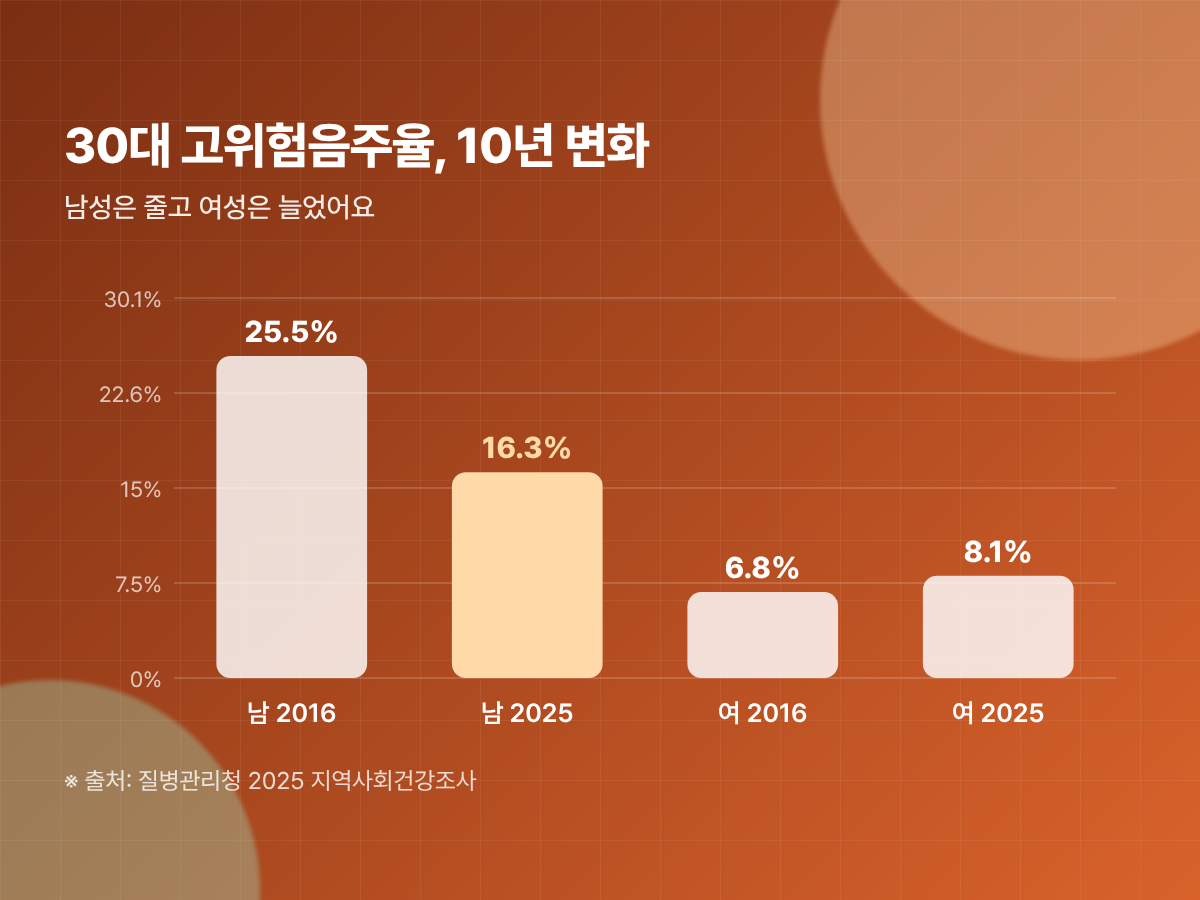 30대 고위험음주율, 10년 변화
남성은 줄고 여성은 늘었어요
30.1%
25.5%
22.6%
16.3%
15%
8.1%
6.8%
7.5%
0%
남 2016
남 2025
여 2016
여 2025
※ 출처: 질병관리청 2025 지역사회건강조사